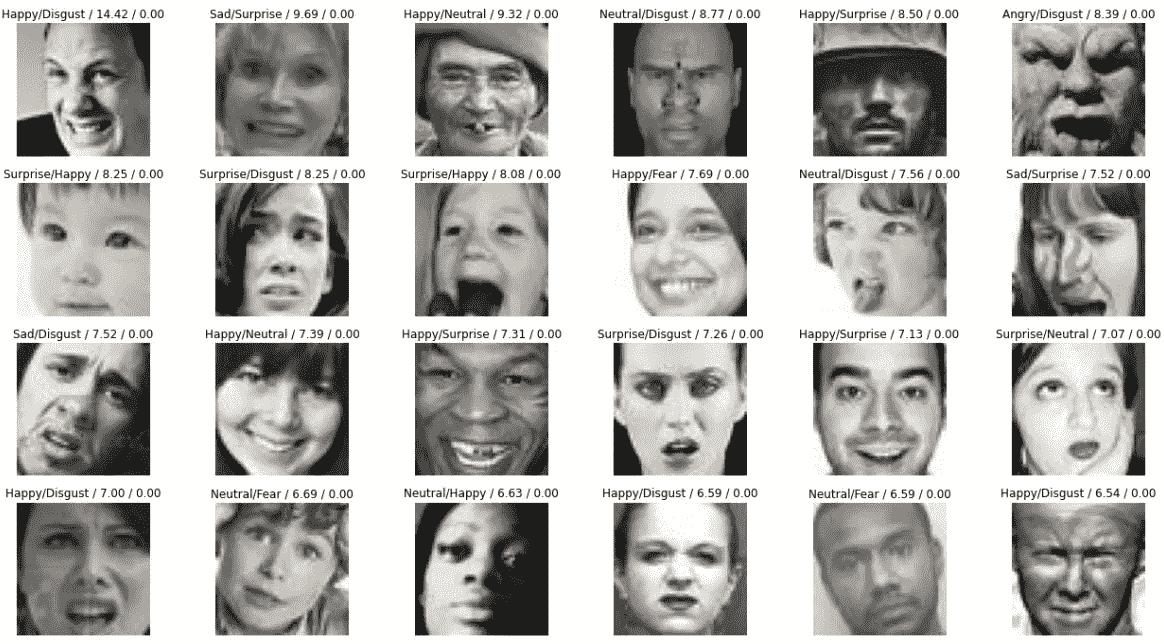 Happy/Disgust / 14.42 / 0.00 Sad/Surprise / 9.69 / 0.00 Happy/Neutral / 9.32 / 0.00 Neutral/Disgust / 8.77 / 0.00 Happy/Surprise / 8.50 / 0.00 Angry/Disgust / 8.39 / 0.00
Surprise/Happy / 8.25 / 0.00 Surprise/Disgust / 8.25 / 0.00 Surprise/Happy / 8.08 / 0.00 Happy/Fear / 7.69 / 0.00 Neutral/Disgust / 7.56 / 0.00 Sad/Surprise / 7.52 / 0.00
Sad/Disgust / 7.52 / 0.00 Happy/Neutral / 7.39 / 0.00 Happy/Surprise / 7.31 / 0.00 Surprise/Disgust / 7.26 / 0.00 Happy/Surprise / 7.13 / 0.00 Surprise/Neutral / 7.07 / 0.00
Happy/Disgust / 7.00 / 0.00 Neutral/Fear / 6.69 / 0.00 Neutral/Happy / 6.63 / 0.00 Happy/Disgust / 6.59 / 0.00 Neutral/Fear / 6.59 / 0.00 Happy/Disgust / 6.54 / 0.00